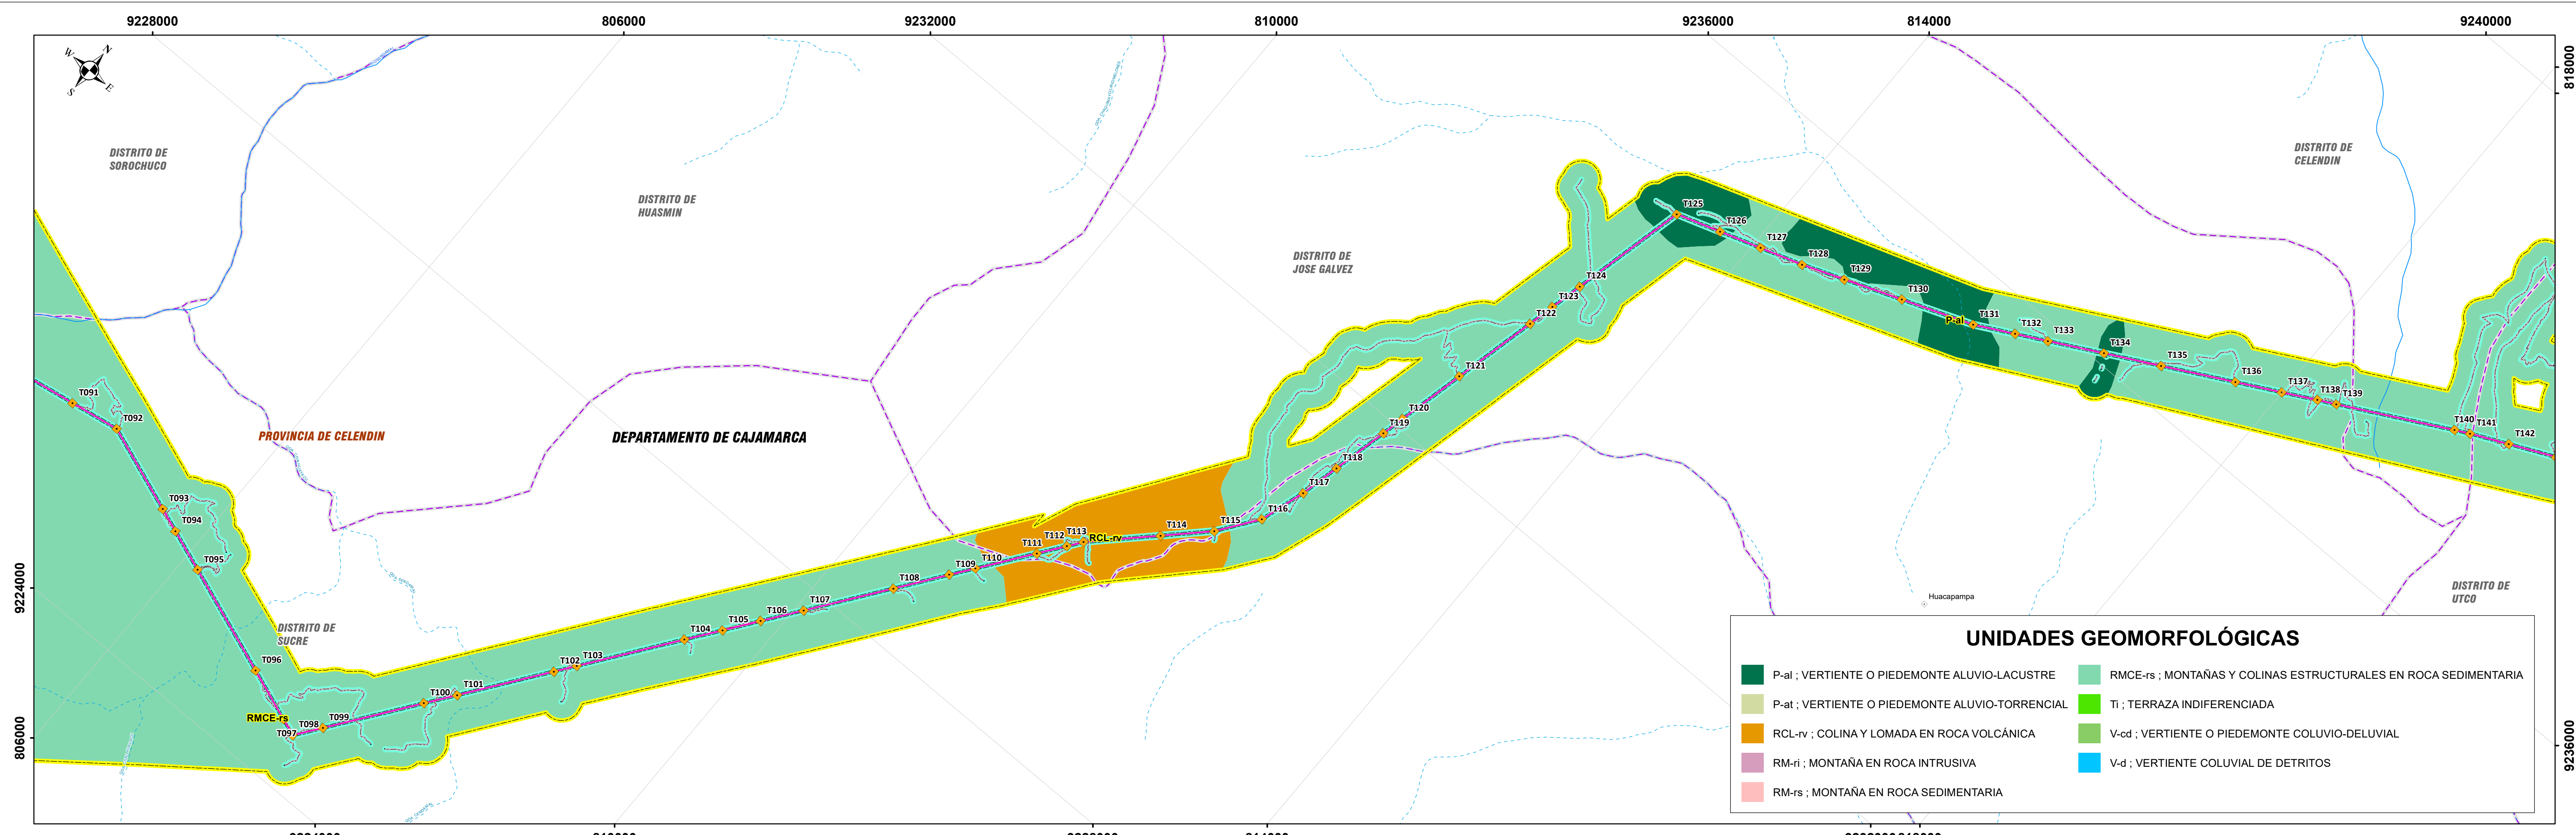 9228000
806000
9232000
810000
9236000
814000
9240000
818000
N
W
E
S
DISTRITO DE
SOROCHUCO
DISTRITO DE
HUASMIN
DISTRITO DE
JOSE GALVEZ
DISTRITO DE
CELENDIN
PROVINCIA DE CELENDIN
DEPARTAMENTO DE CAJAMARCA
DISTRITO DE
SUCRE
DISTRITO DE
UTCO
Huacapampa
T091
T092
T093
T094
T095
T096
RMCE-rs
T097
T098
T099
T100
T101
T102
T103
T104
T105
T106
T107
T108
T109
T110
T111
T112
T113
RCL-rv
T114
T115
T116
T117
T118
T119
T120
T121
T122
T123
T124
T125
T126
T127
T128
T129
T130
P-al
T131
T132
T133
T134
T135
T136
T137
T138
T139
T140
T141
T142
9224000
806000
9236000
UNIDADES GEOMORFOLÓGICAS
P-al ; VERTIENTE O PIEDEMONTE ALUVIO-LACUSTRE
P-at ; VERTIENTE O PIEDEMONTE ALUVIO-TORRENCIAL
RCL-rv ; COLINA Y LOMADA EN ROCA VOLCÁNICA
RM-ri ; MONTAÑA EN ROCA INTRUSIVA
RM-rs ; MONTAÑA EN ROCA SEDIMENTARIA
RMCE-rs ; MONTAÑAS Y COLINAS ESTRUCTURALES EN ROCA SEDIMENTARIA
Ti ; TERRAZA INDIFERENCIADA
V-cd ; VERTIENTE O PIEDEMONTE COLUVIO-DELUVIAL
V-d ; VERTIENTE COLUVIAL DE DETRITOS